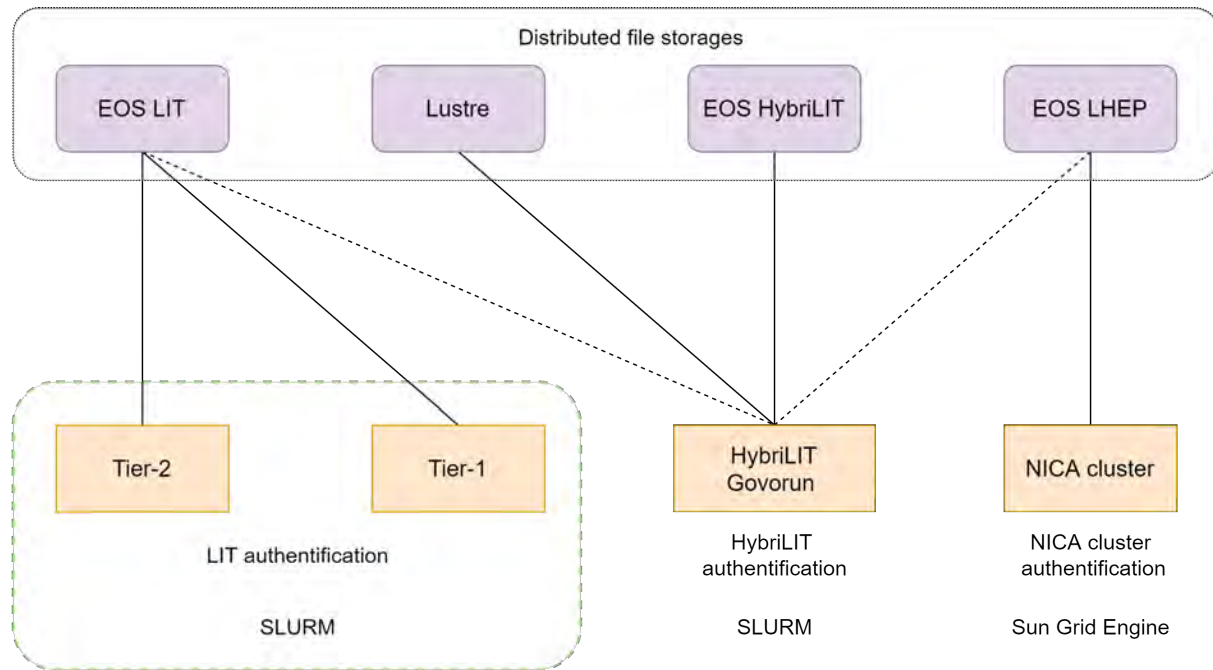 Distributed file storages
EOS LIT
Lustre
EOS HybriLIT
EOS LHEP
Tier-2
Tier-1
HybriLIT
Govorun
NICA cluster
LIT authentification
HybriLIT
authentification
NICA cluster
authentification
SLURM
SLURM
Sun Grid Engine